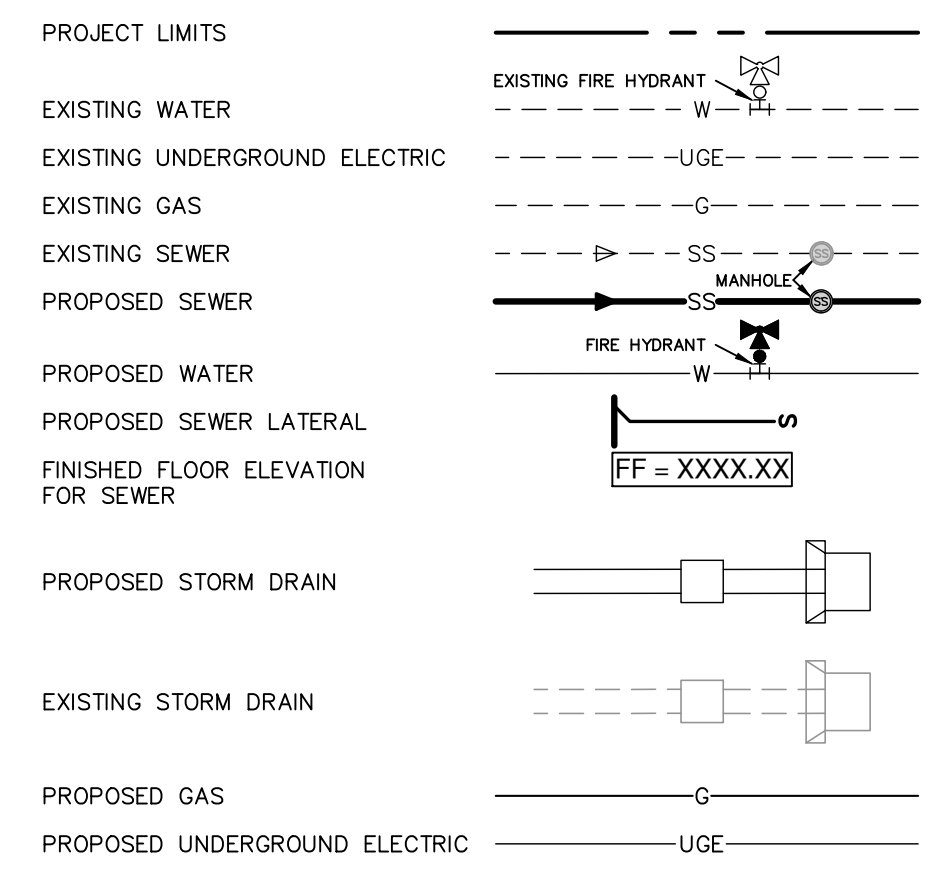 PROJECT LIMITS
EXISTING FIRE HYDRANT
EXISTING WATER
W
EXISTING UNDERGROUND ELECTRIC
UGE
EXISTING GAS
G
EXISTING SEWER
SS
SS
MANHOLE
PROPOSED SEWER
SS
SS
FIRE HYDRANT
PROPOSED WATER
W
PROPOSED SEWER LATERAL
S
FINISHED FLOOR ELEVATION
FOR SEWER
FF = XXXX.XX
PROPOSED STORM DRAIN
EXISTING STORM DRAIN
PROPOSED GAS
G
PROPOSED UNDERGROUND ELECTRIC
UGE